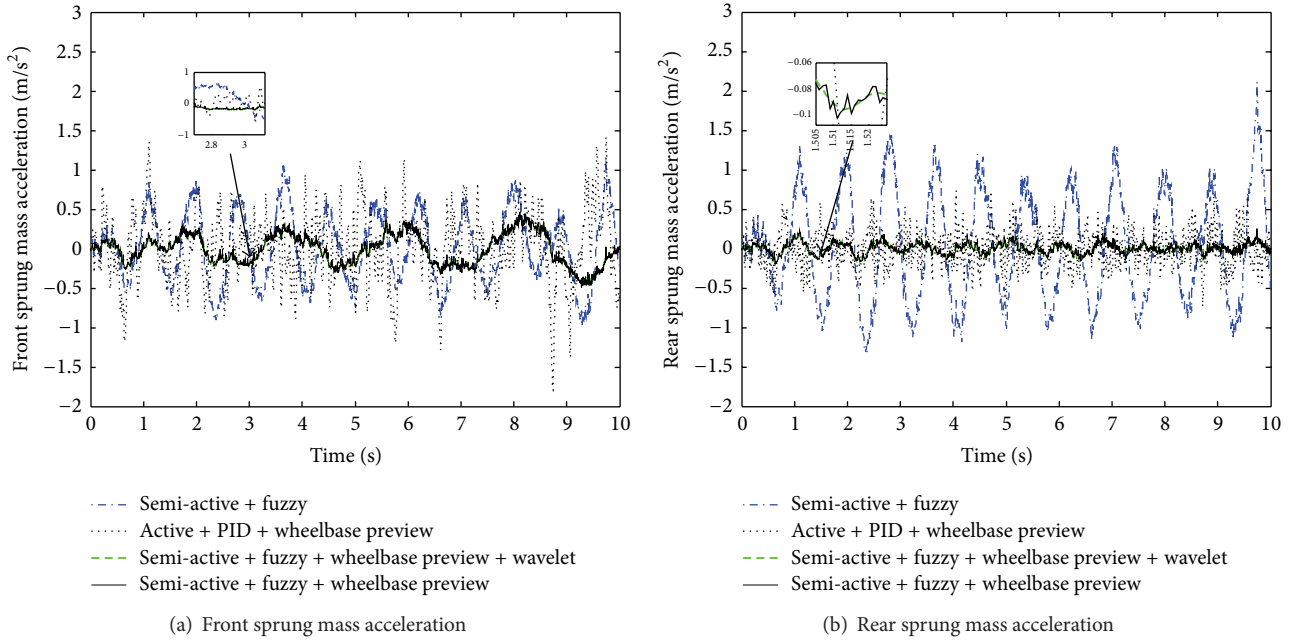 3
2.5
2
1.5
1
0.5
0
−0.5
−1
−1.5
−2
Front sprung mass acceleration (m/s²)
1
0
−1
2.8 3
0 1 2 3 4 5 6 7 8 9 10
Time (s)
Semi-active + fuzzy
Active + PID + wheelbase preview
Semi-active + fuzzy + wheelbase preview + wavelet
Semi-active + fuzzy + wheelbase preview
(a) Front sprung mass acceleration
3
2.5
2
1.5
1
0.5
0
−0.5
−1
−1.5
−2
Rear sprung mass acceleration (m/s²)
−0.06
−0.08
−0.1
1.505 1.51 1.515 1.52
0 1 2 3 4 5 6 7 8 9 10
Time (s)
Semi-active + fuzzy
Active + PID + wheelbase preview
Semi-active + fuzzy + wheelbase preview + wavelet
Semi-active + fuzzy + wheelbase preview
(b) Rear sprung mass acceleration